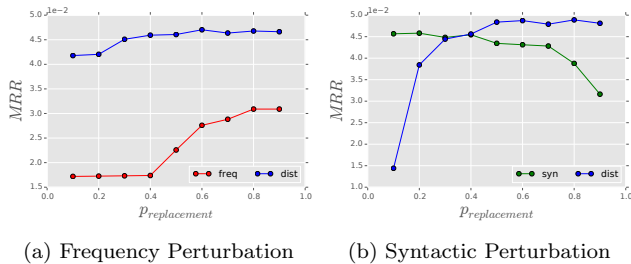 5.0 1e−2
4.5
4.0
3.5
3.0
2.5
2.0
1.5
MRR
0.0 0.2 0.4 0.6 0.8 1.0
p_replacement
freq dist
(a) Frequency Perturbation
5.0 1e−2
4.5
4.0
3.5
3.0
2.5
2.0
1.5
1.0
MRR
0.0 0.2 0.4 0.6 0.8 1.0
p_replacement
syn dist
(b) Syntactic Perturbation